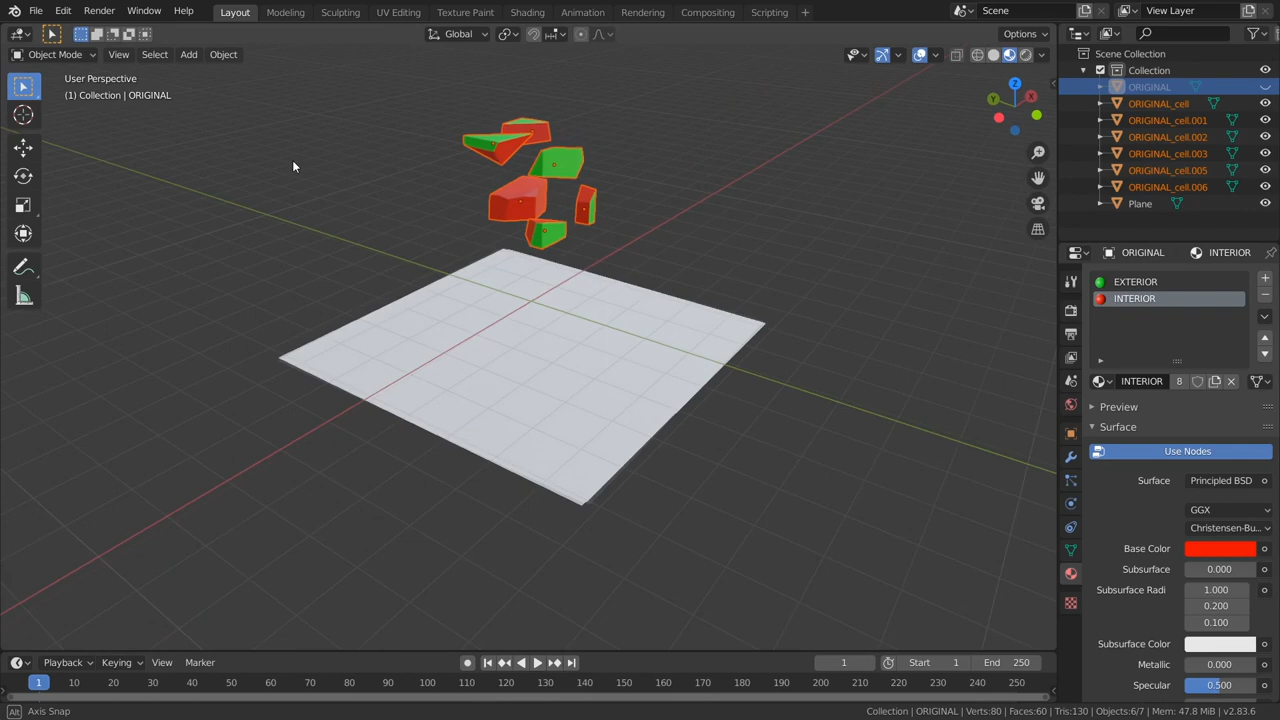 File Edit Render Window Help Layout Modeling Sculpting UV Editing Texture Paint Shading Animation Rendering Compositing Scripting + Scene View Layer
Global Options
Object Mode View Select Add Object
User Perspective
(1) Collection | ORIGINAL
Z
Y
X
Scene Collection
Collection
ORIGINAL
ORIGINAL_cell
ORIGINAL_cell.001
ORIGINAL_cell.002
ORIGINAL_cell.003
ORIGINAL_cell.005
ORIGINAL_cell.006
Plane
ORIGINAL INTERIOR
EXTERIOR
INTERIOR
INTERIOR 8
Preview
Surface
Use Nodes
Surface Principled BSD
GGX
Christensen-Bu...
Base Color
Subsurface 0.000
Subsurface Radi 1.000
0.200
0.100
Subsurface Color
Metallic 0.000
Specular 0.500
Playback Keying View Marker 1 Start 1 End 250
1 10 20 30 40 50 60 70 80 90 100 110 120 130 140 150 160 170 180 190 200 210 220 230 240 250
Alt Axis Snap Collection | ORIGINAL | Verts:80 | Faces:60 | Tris:130 | Objects:6/7 | Mem: 47.8 MiB | v2.83.6